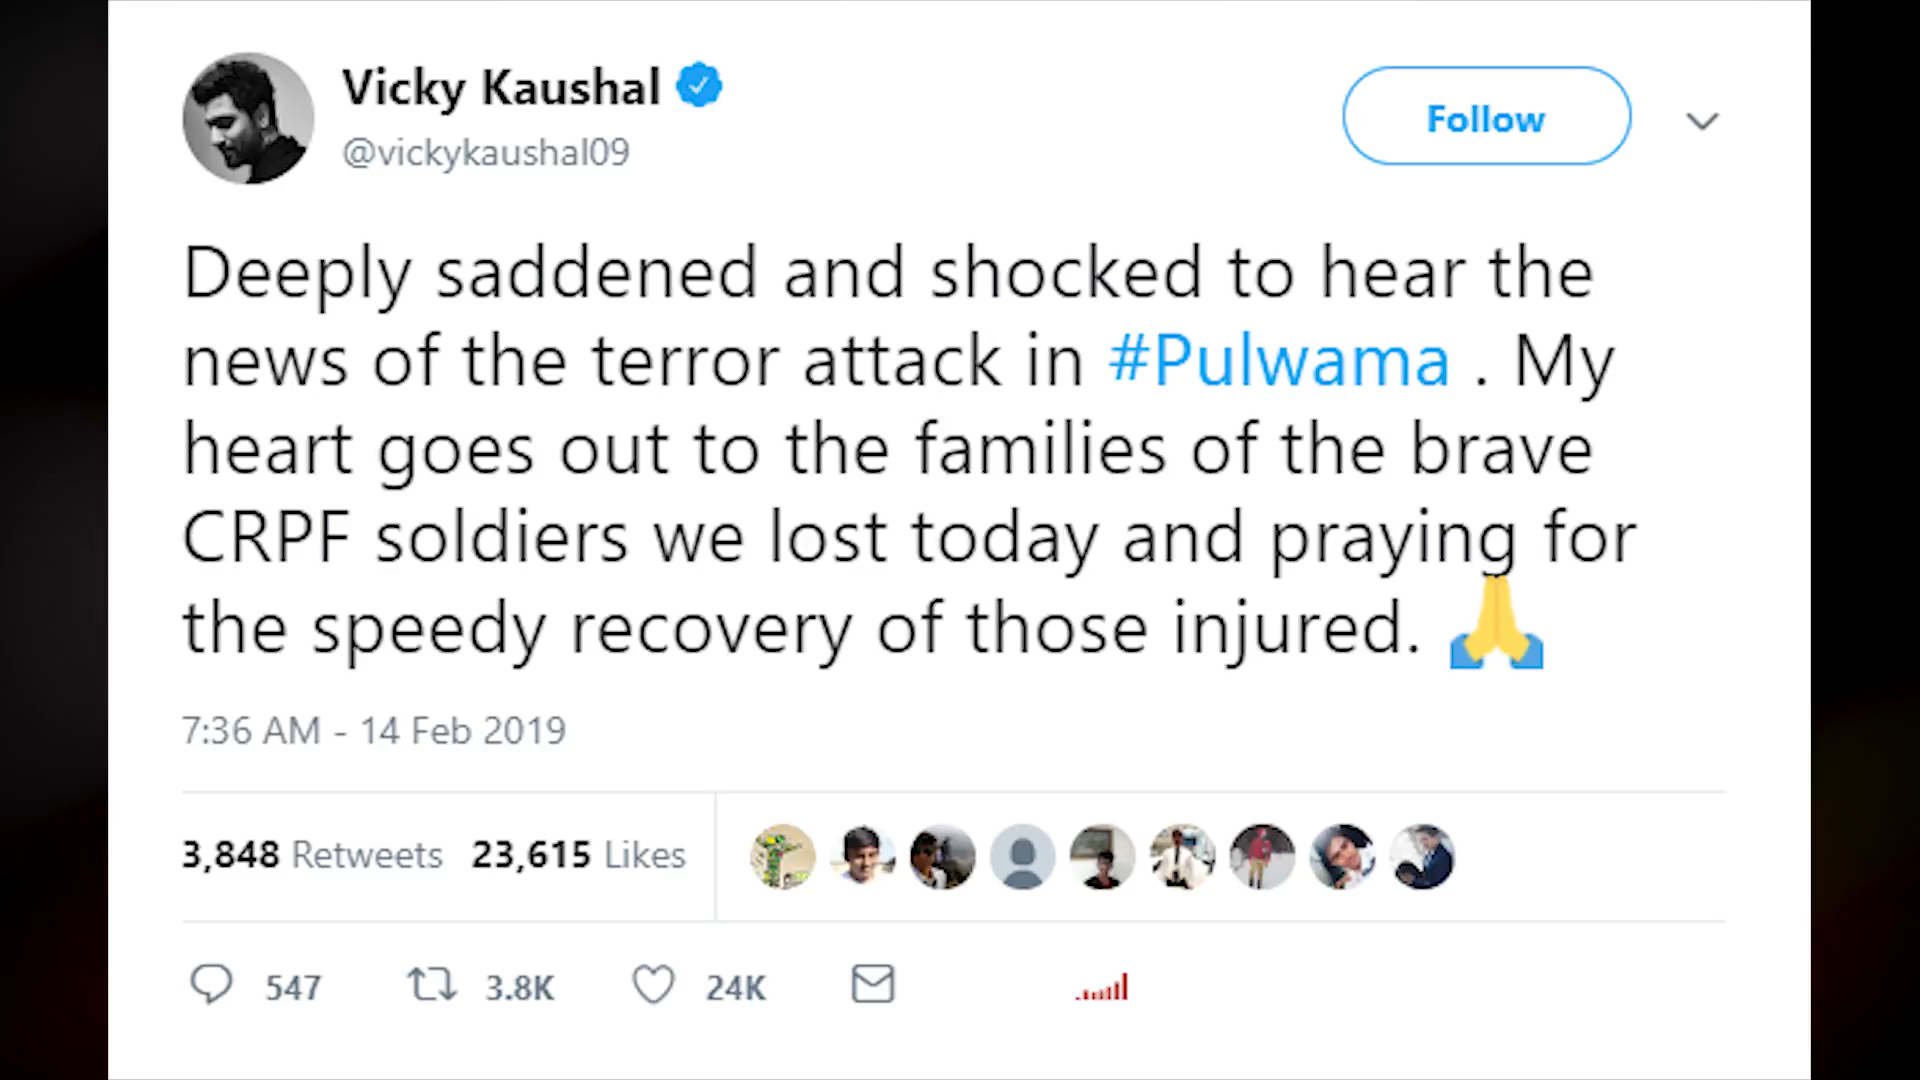 Vicky Kaushal
@vickykaushal09
Follow
Deeply saddened and shocked to hear the
news of the terror attack in #Pulwama . My
heart goes out to the families of the brave
CRPF soldiers we lost today and praying for
the speedy recovery of those injured. 🙏
7:36 AM - 14 Feb 2019
3,848 Retweets 23,615 Likes
547 3.8K 24K